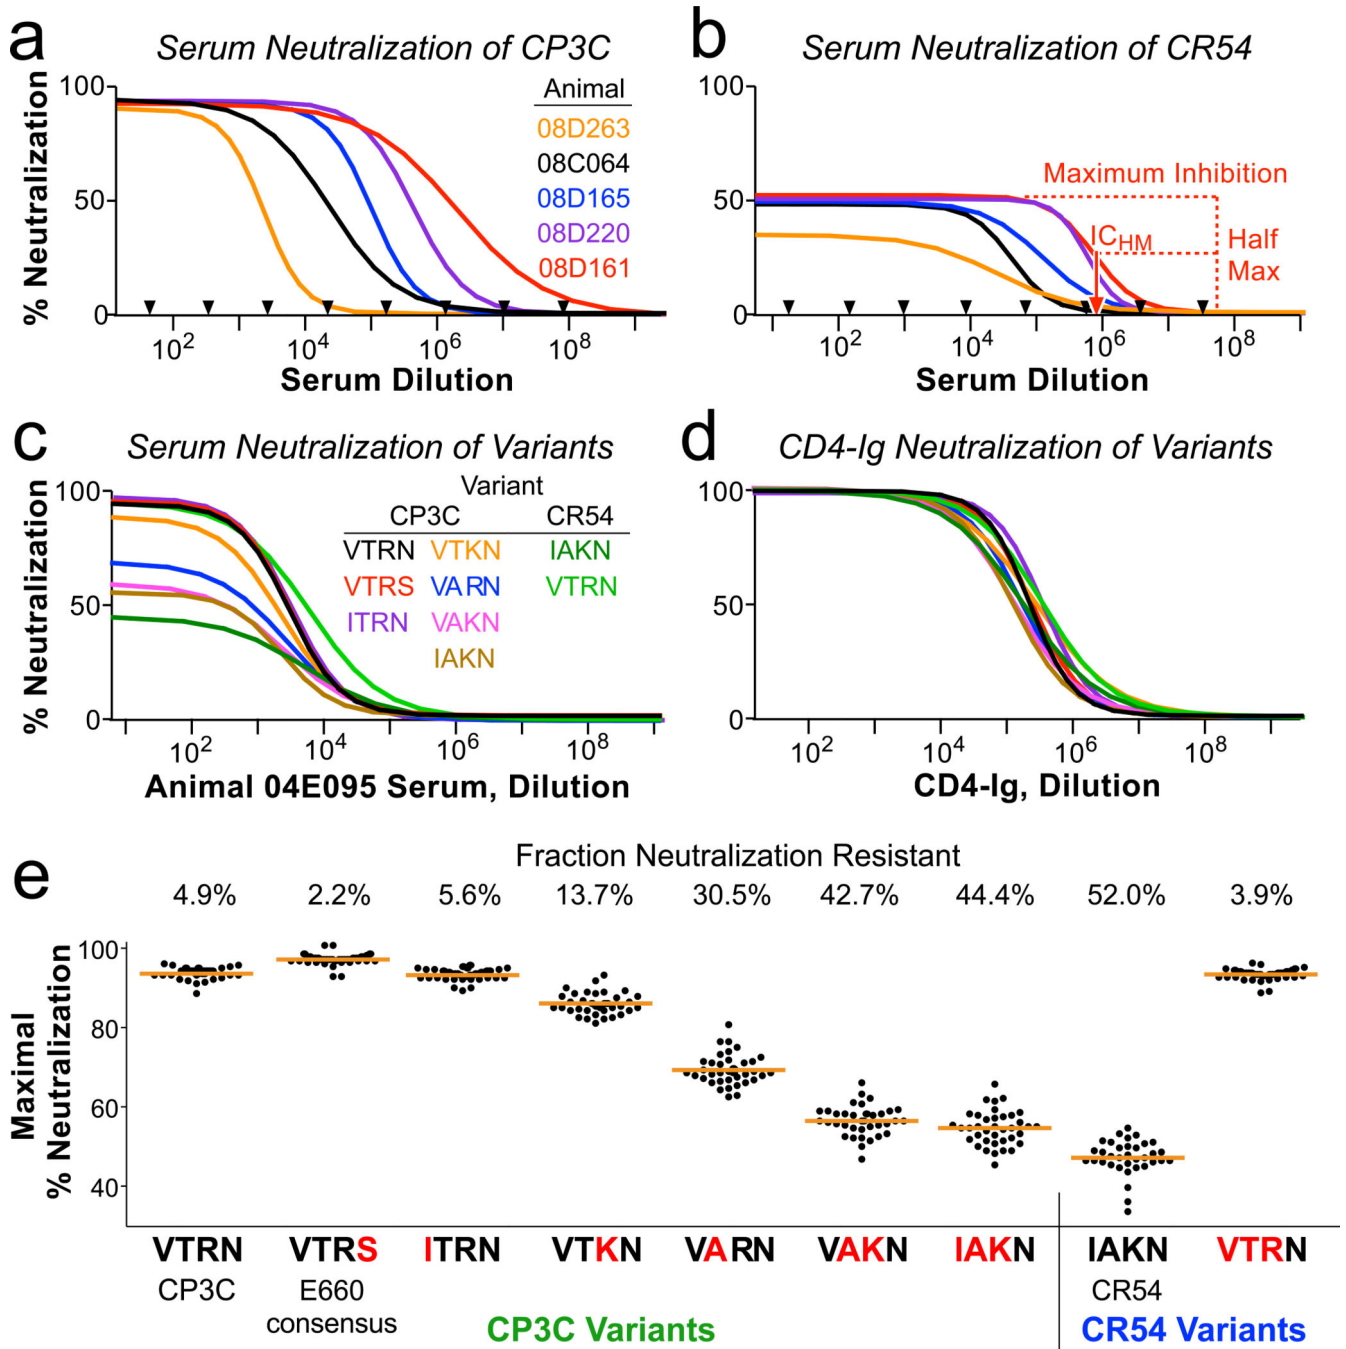 a
Serum Neutralization of CP3C
% Neutralization
100
50
0
Animal
08D263
08C064
08D165
08D220
08D161
10² 10⁴ 10⁶ 10⁸
Serum Dilution
b
Serum Neutralization of CR54
100
50
0
Maximum Inhibition
IC_HM
Half
Max
10² 10⁴ 10⁶ 10⁸
Serum Dilution
c
Serum Neutralization of Variants
% Neutralization
100
50
0
Variant
CP3C CR54
VTRN VTKN IAKN
VTRS VARN VTRN
ITRN VAKN
IAKN
10² 10⁴ 10⁶ 10⁸
Animal 04E095 Serum, Dilution
d
CD4-Ig Neutralization of Variants
100
50
0
10² 10⁴ 10⁶ 10⁸
CD4-Ig, Dilution
e
Fraction Neutralization Resistant
4.9% 2.2% 5.6% 13.7% 30.5% 42.7% 44.4% 52.0% 3.9%
Maximal
% Neutralization
100
80
60
40
VTRN VTRS ITRN VTKN VARN VAKN IAKN IAKN VTRN
CP3C E660 CR54
consensus
CP3C Variants CR54 Variants